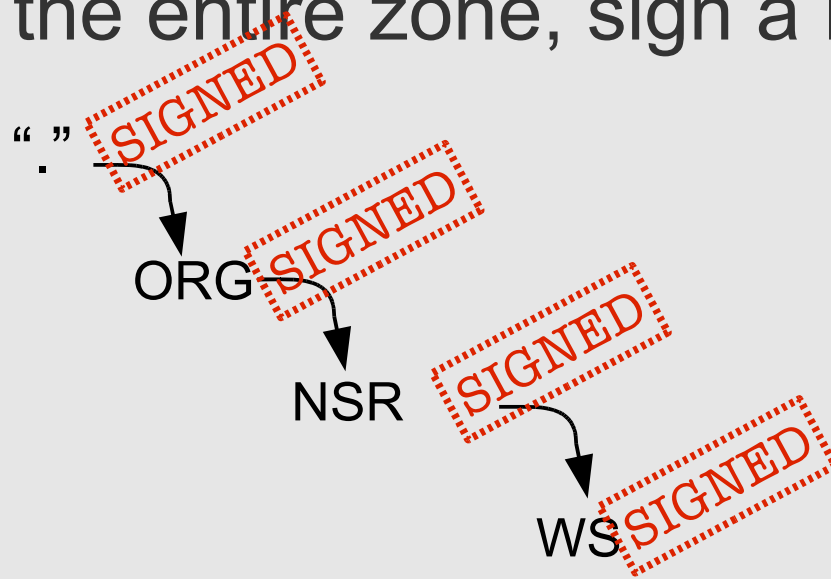 the entire zone, sign a
“.” SIGNED
ORG SIGNED
NSR SIGNED
WS SIGNED